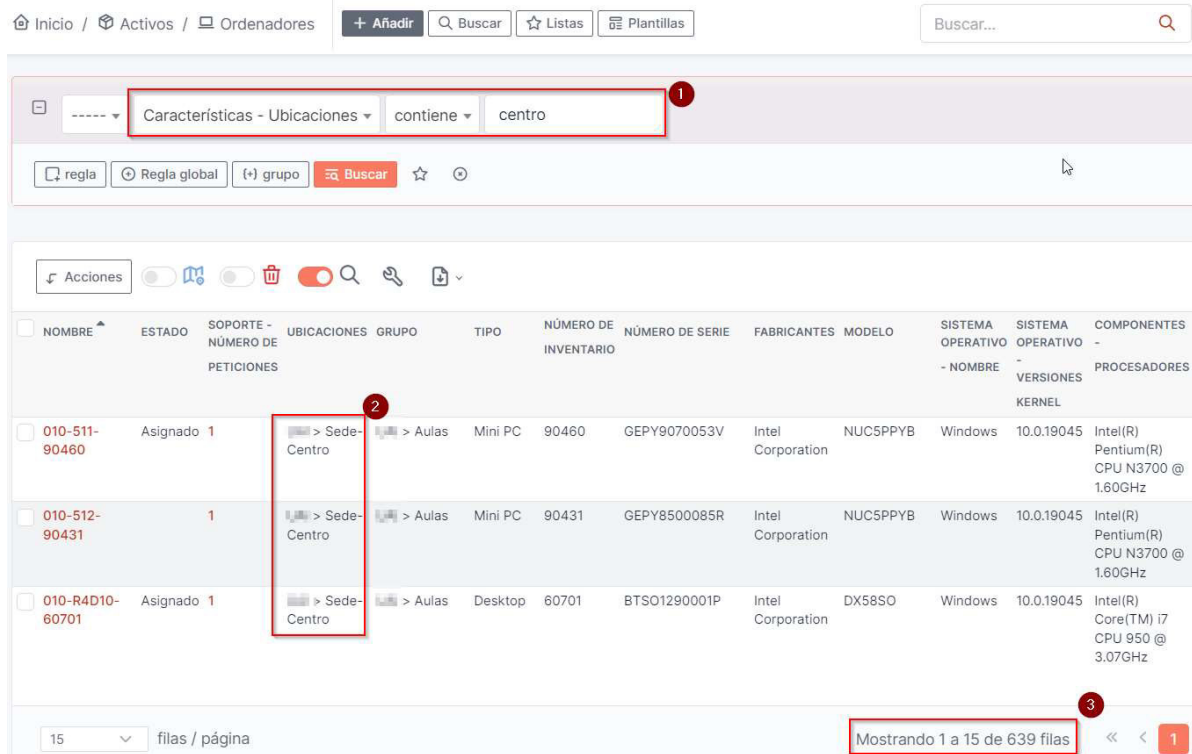 Inicio / Activos / Ordenadores + Añadir Buscar Listas Plantillas Buscar...
1
----- Características - Ubicaciones contiene centro
regla Regla global (+) grupo Buscar
Acciones
NOMBRE ESTADO SOPORTE - NÚMERO DE PETICIONES UBICACIONES GRUPO TIPO NÚMERO DE INVENTARIO NÚMERO DE SERIE FABRICANTES MODELO SISTEMA OPERATIVO - NOMBRE SISTEMA OPERATIVO - VERSIONES KERNEL COMPONENTES - PROCESADORES
2
010-511-90460 Asignado 1 > Sede-Centro > Aulas Mini PC 90460 GEPY9070053V Intel Corporation NUC5PPYB Windows 10.0.19045 Intel(R) Pentium(R) CPU N3700 @ 1.60GHz
010-512-90431 1 > Sede-Centro > Aulas Mini PC 90431 GEPY8500085R Intel Corporation NUC5PPYB Windows 10.0.19045 Intel(R) Pentium(R) CPU N3700 @ 1.60GHz
010-R4D10-60701 Asignado 1 > Sede-Centro > Aulas Desktop 60701 BTSO1290001P Intel Corporation DX58SO Windows 10.0.19045 Intel(R) Core(TM) i7 CPU 950 @ 3.07GHz
3
15 filas / página Mostrando 1 a 15 de 639 filas « < 1